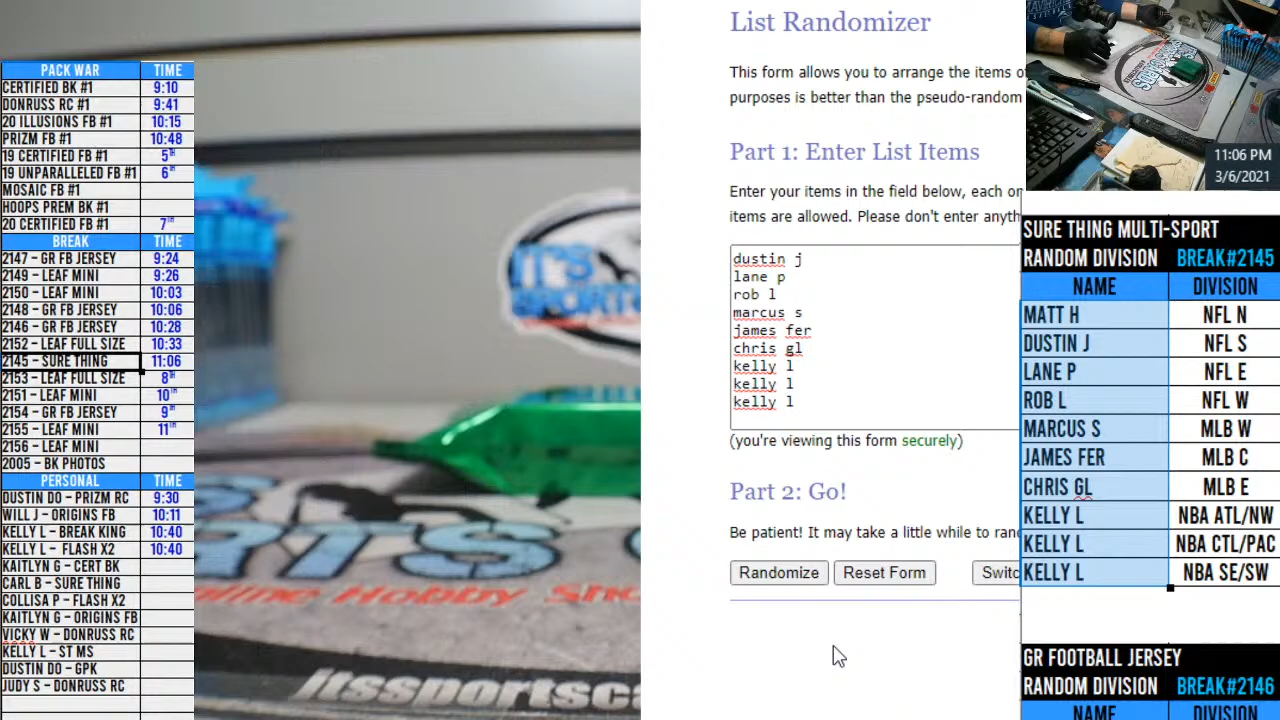 PACK WAR TIME
CERTIFIED BK #1 9:10
DONRUSS RC #1 9:41
20 ILLUSIONS FB #1 10:15
PRIZM FB #1 10:48
19 CERTIFIED FB #1 5TH
19 UNPARALLELED FB #1 6TH
MOSAIC FB #1
HOOPS PREM BK #1
20 CERTIFIED FB #1 7TH
BREAK TIME
2147 - GR FB JERSEY 9:24
2149 - LEAF MINI 9:26
2150 - LEAF MINI 10:03
2148 - GR FB JERSEY 10:06
2146 - GR FB JERSEY 10:28
2152 - LEAF FULL SIZE 10:33
2145 - SURE THING 11:06
2153 - LEAF FULL SIZE 8TH
2151 - LEAF MINI 10TH
2154 - GR FB JERSEY 9TH
2155 - LEAF MINI 11TH
2156 - LEAF MINI
2005 - BK PHOTOS
PERSONAL TIME
DUSTIN DO - PRIZM RC 9:30
WILL J - ORIGINS FB 10:11
KELLY L - BREAK KING 10:40
KELLY L - FLASH X2 10:40
KAITLYN G - CERT BK
CARL B - SURE THING
COLLISA P - FLASH X2
KAITLYN G - ORIGINS FB
VICKY W - DONRUSS RC
KELLY L - ST MS
DUSTIN DO - GPK
JUDY S - DONRUSS RC
IT'S
SPORTS
RTS
Online Hobby
itssportsca
List Randomizer
This form allows you to arrange the items of
purposes is better than the pseudo-random
Part 1: Enter List Items
Enter your items in the field below, each on
items are allowed. Please don't enter anyth
dustin j
lane p
rob l
marcus s
james fer
chris gl
kelly l
kelly l
kelly l
(you're viewing this form securely)
Part 2: Go!
Be patient! It may take a little while to rand
Randomize Reset Form Switc
11:06 PM
3/6/2021
SURE THING MULTI-SPORT
RANDOM DIVISION BREAK#2145
NAME DIVISION
MATT H NFL N
DUSTIN J NFL S
LANE P NFL E
ROB L NFL W
MARCUS S MLB W
JAMES FER MLB C
CHRIS GL MLB E
KELLY L NBA ATL/NW
KELLY L NBA CTL/PAC
KELLY L NBA SE/SW
GR FOOTBALL JERSEY
RANDOM DIVISION BREAK#2146
NAME DIVISION